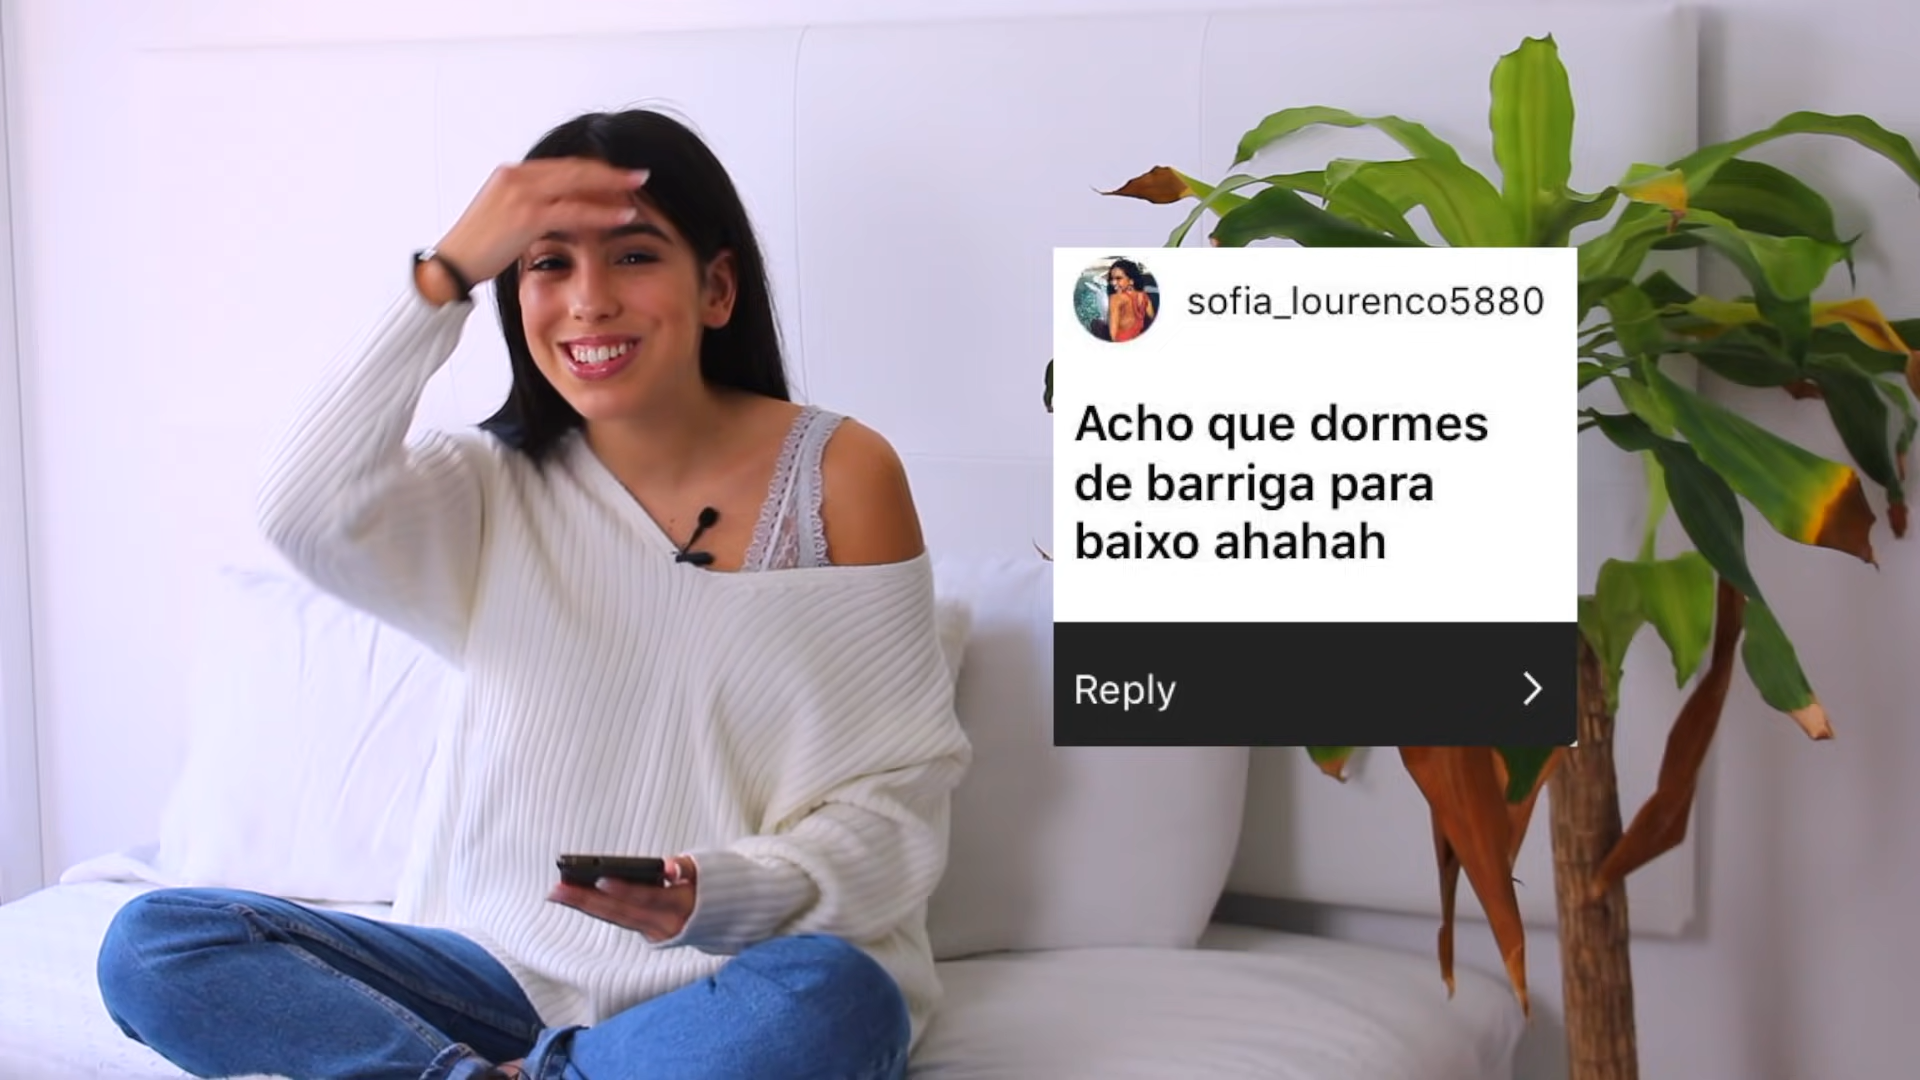 sofia_lourenco5880
Acho que dormes
de barriga para
baixo ahahah
Reply